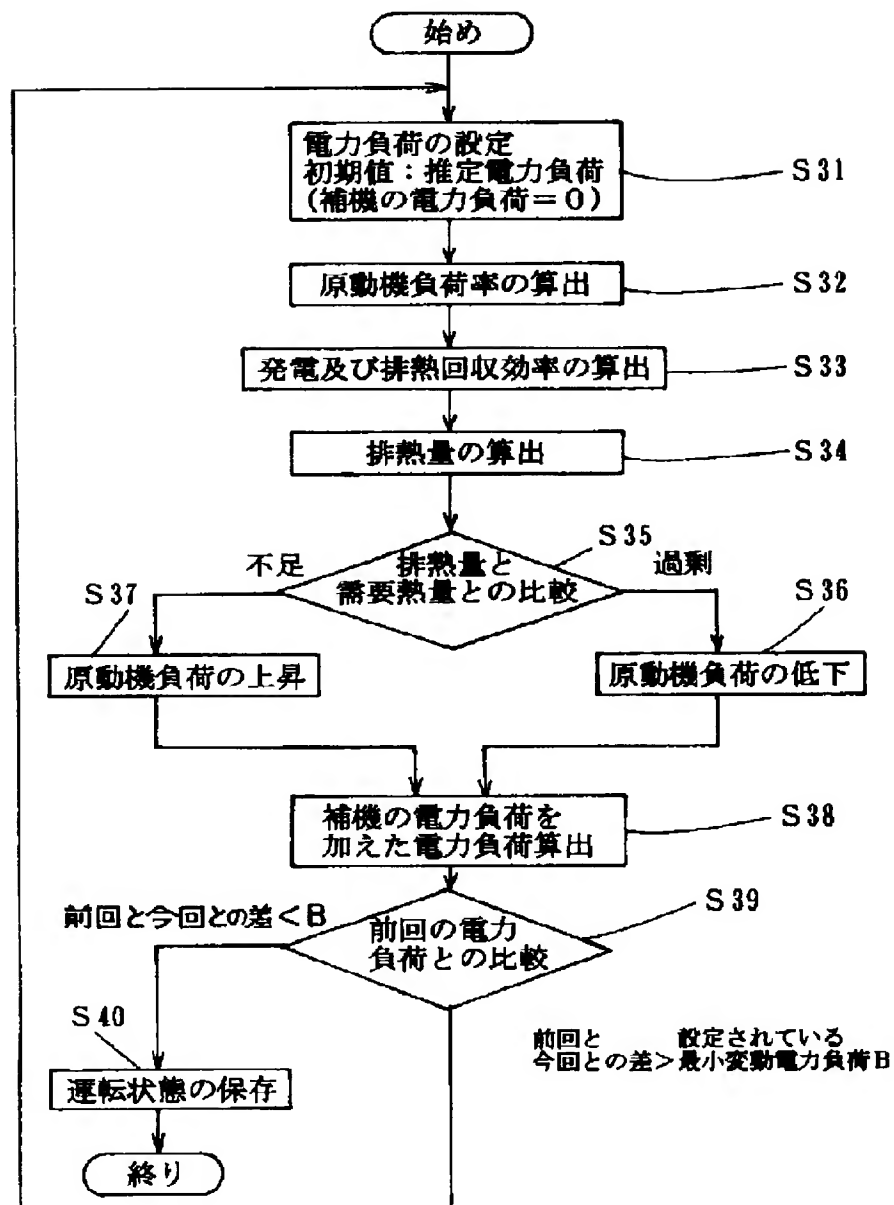 始め
電力負荷の設定
初期値：推定電力負荷
(補機の電力負荷＝0)
S31
原動機負荷率の算出
S32
発電及び排熱回収効率の算出
S33
排熱量の算出
S34
S35
不足
排熱量と
需要熱量との比較
過剰
S37
S36
原動機負荷の上昇
原動機負荷の低下
補機の電力負荷を
加えた電力負荷算出
S38
S39
前回と今回との差＜B
前回の電力
負荷との比較
S40
前回と 設定されている
今回との差＞最小変動電力負荷B
運転状態の保存
終り